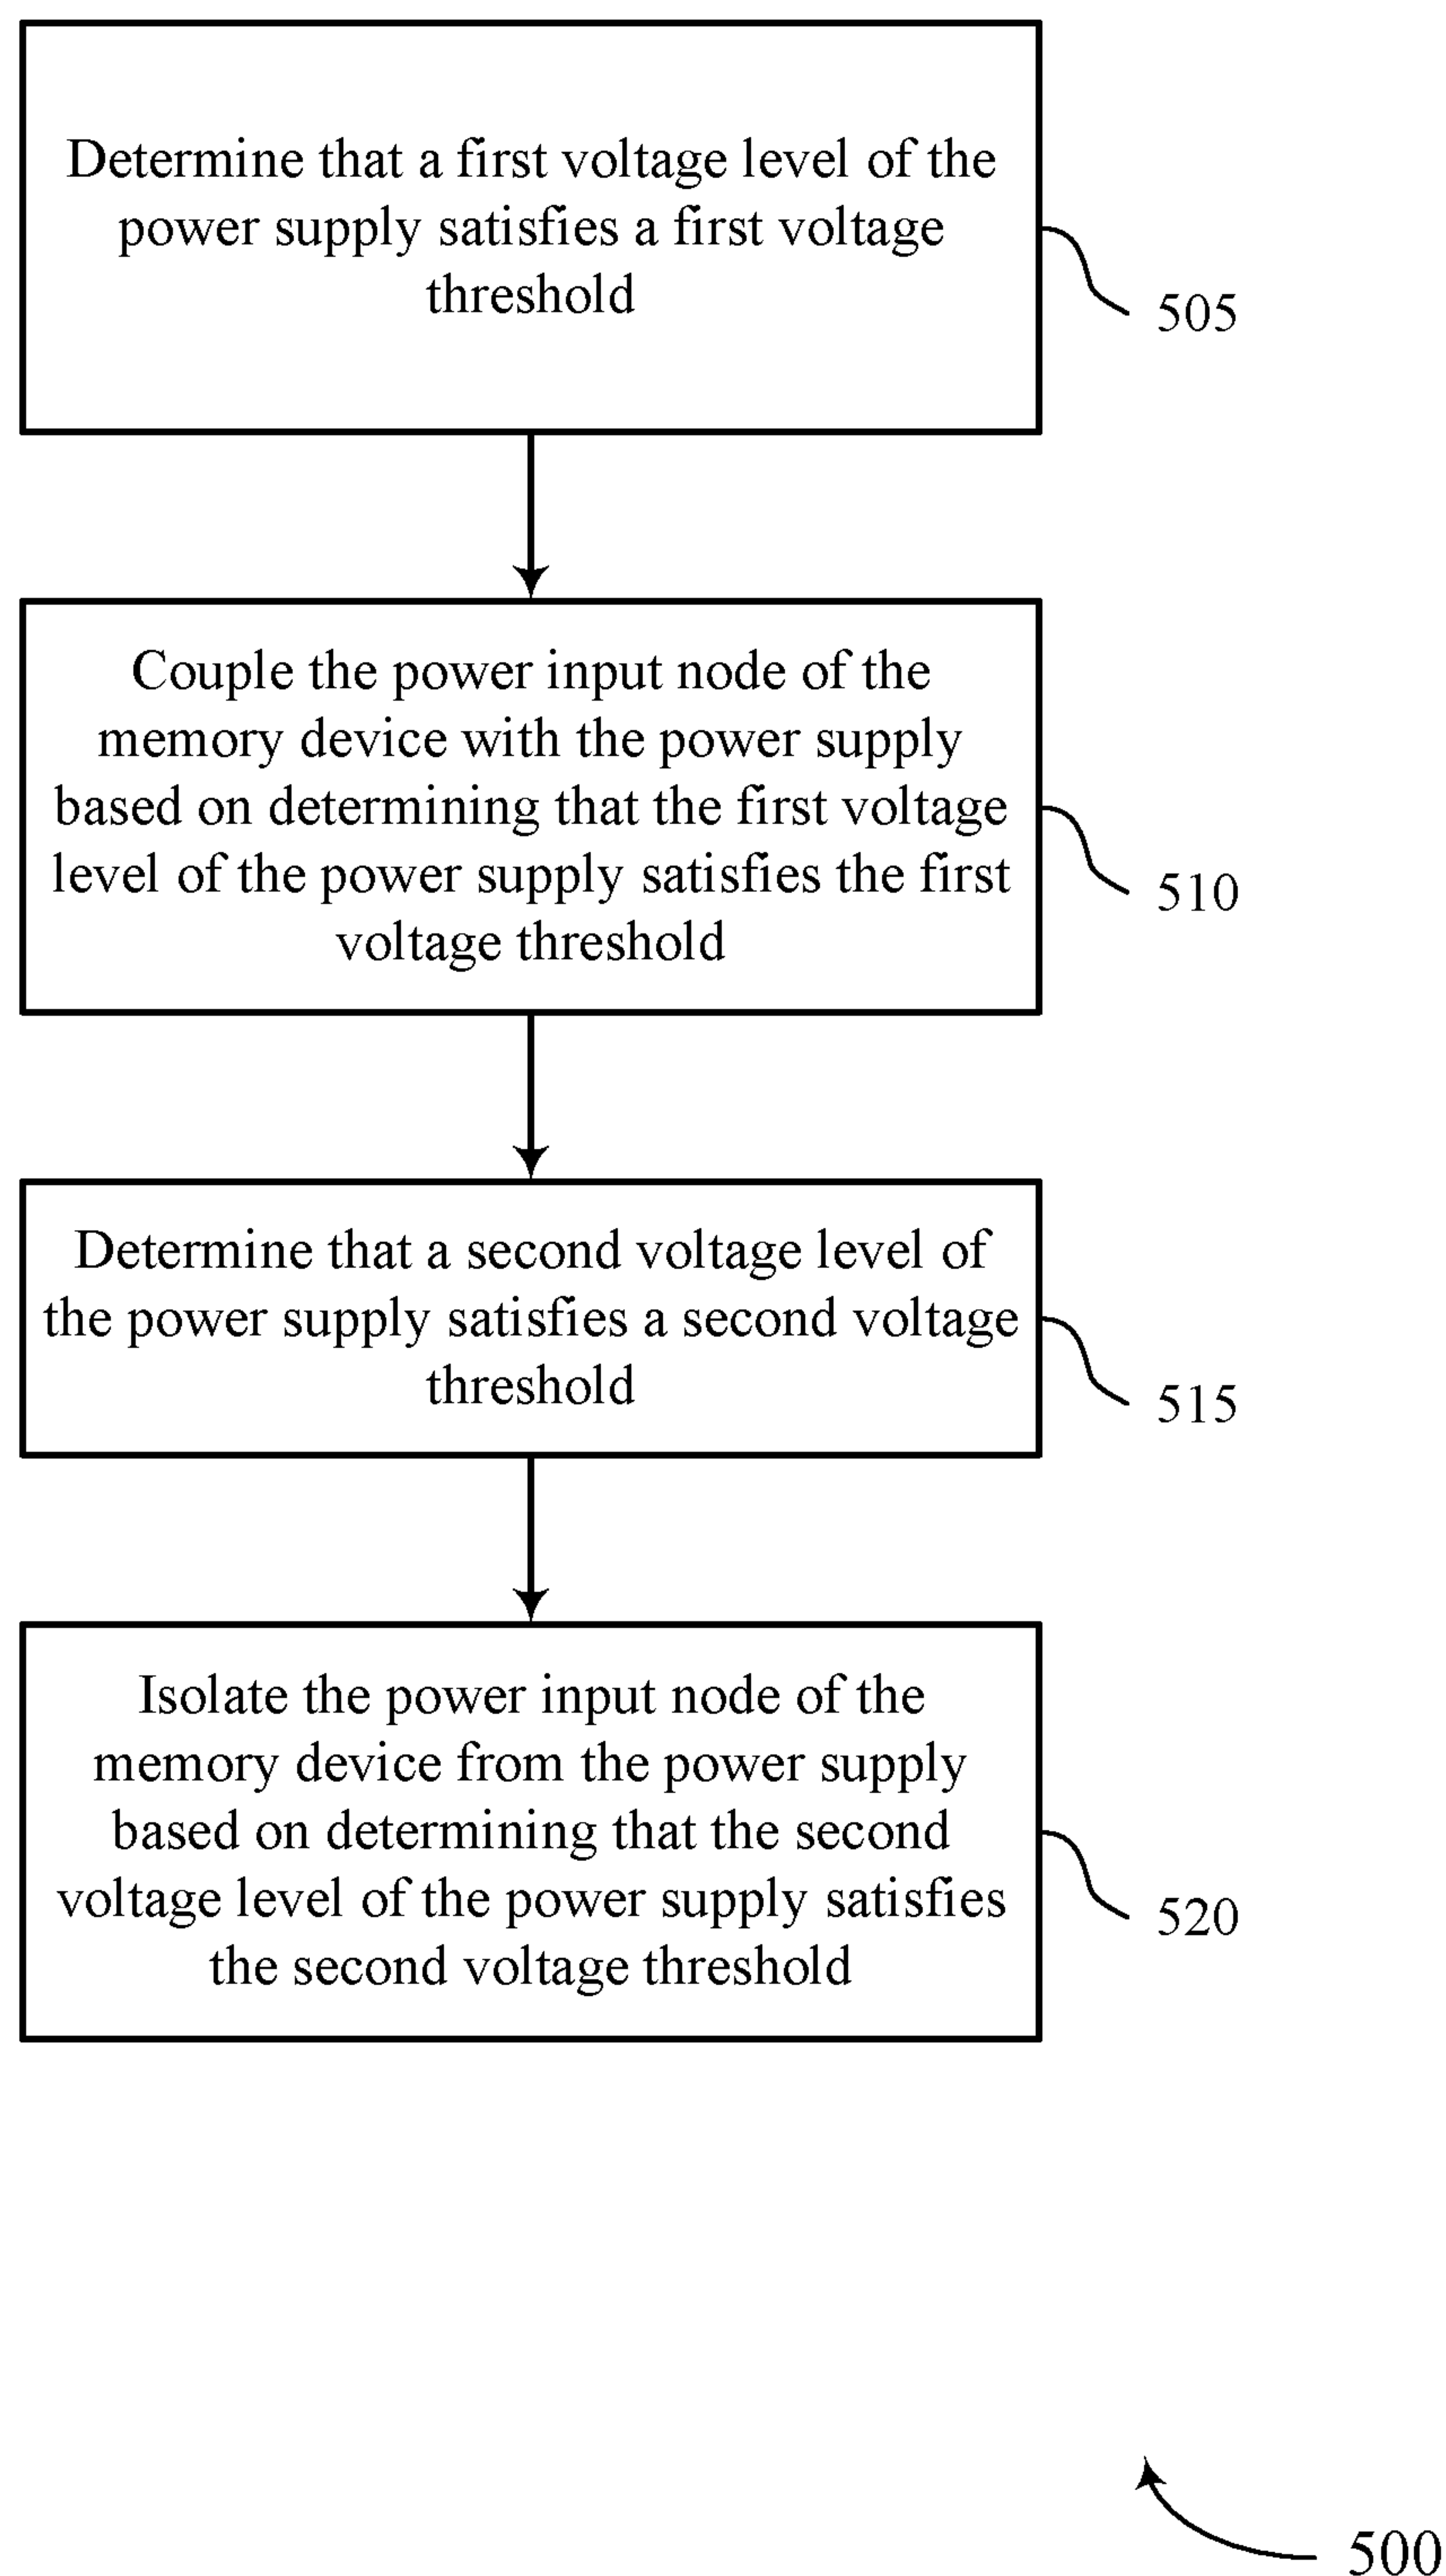 Determine that a first voltage level of the
power supply satisfies a first voltage
threshold
505
Couple the power input node of the
memory device with the power supply
based on determining that the first voltage
level of the power supply satisfies the first
voltage threshold
510
Determine that a second voltage level of
the power supply satisfies a second voltage
threshold
515
Isolate the power input node of the
memory device from the power supply
based on determining that the second
voltage level of the power supply satisfies
the second voltage threshold
520
500